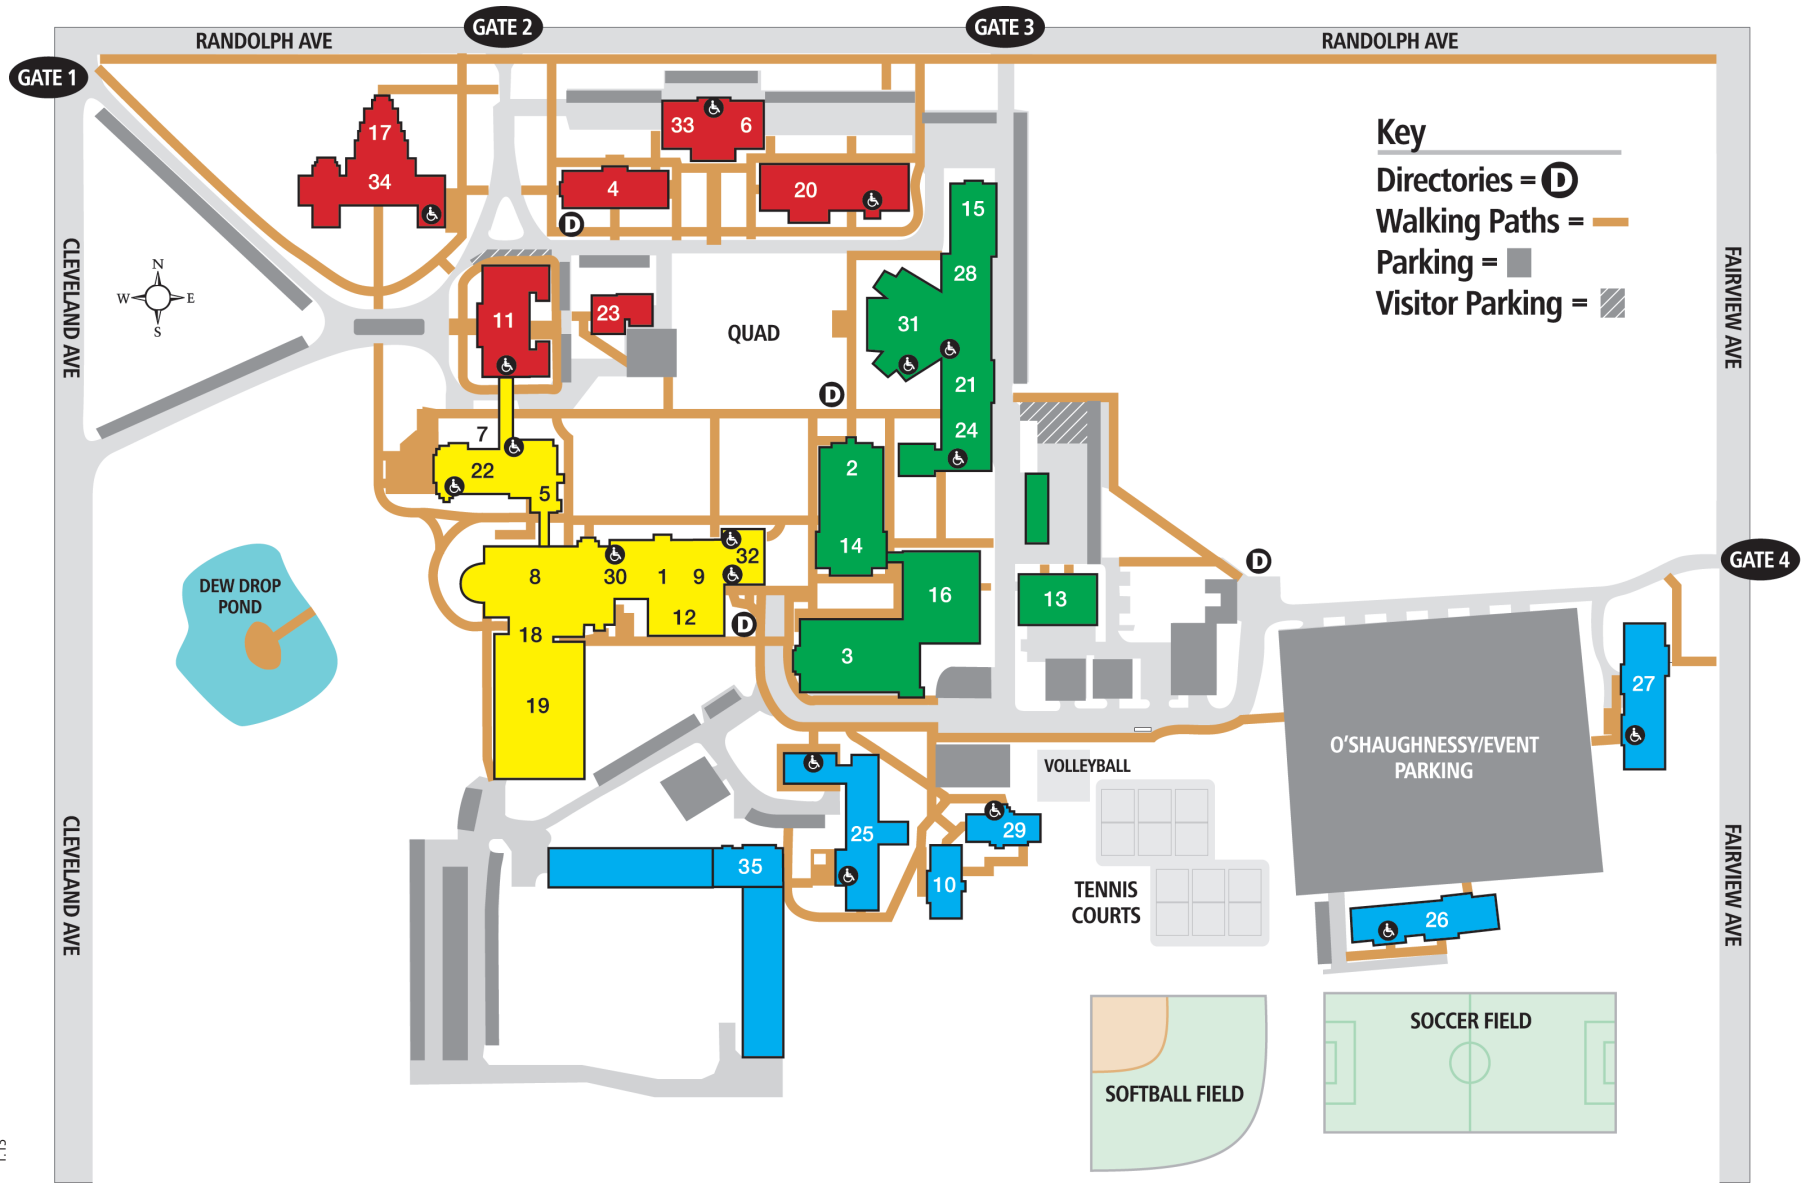 GATE 2
GATE 3
RANDOLPH AVE
RANDOLPH AVE
GATE 1
17
34
33
6
4
20
D
15
28
31
21
24
Key
Directories = D
Walking Paths =
Parking =
Visitor Parking =
CLEVELAND AVE
N
W
E
S
11
23
QUAD
D
FAIRVIEW AVE
7
22
5
2
14
8
30
1
9
32
12
18
19
D
16
3
13
D
GATE 4
DEW DROP
POND
27
O'SHAUGHNESSY/EVENT
PARKING
VOLLEYBALL
25
29
10
35
TENNIS
COURTS
26
CLEVELAND AVE
FAIRVIEW AVE
SOFTBALL FIELD
SOCCER FIELD